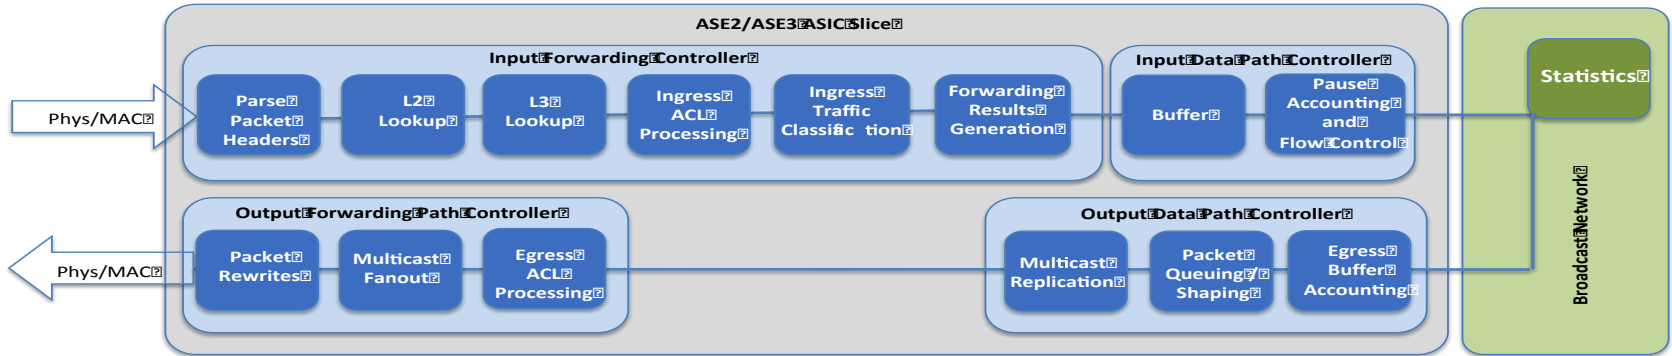 ASE2/ASE3 ASIC Slice
Input Forwarding Controller
Input Data Path Controller
Phys/MAC
Parse
Packet
Headers
L2
Lookup
L3
Lookup
Ingress
ACL
Processing
Ingress
Traffic
Classific tion
Forwarding
Results
Generation
Buffer
Pause
Accounting
and
Flow Control
Statistics
Broadcast Network
Output Forwarding Path Controller
Output Data Path Controller
Phys/MAC
Packet
Rewrites
Multicast
Fanout
Egress
ACL
Processing
Multicast
Replication
Packet
Queuing /
Shaping
Egress
Buffer
Accounting